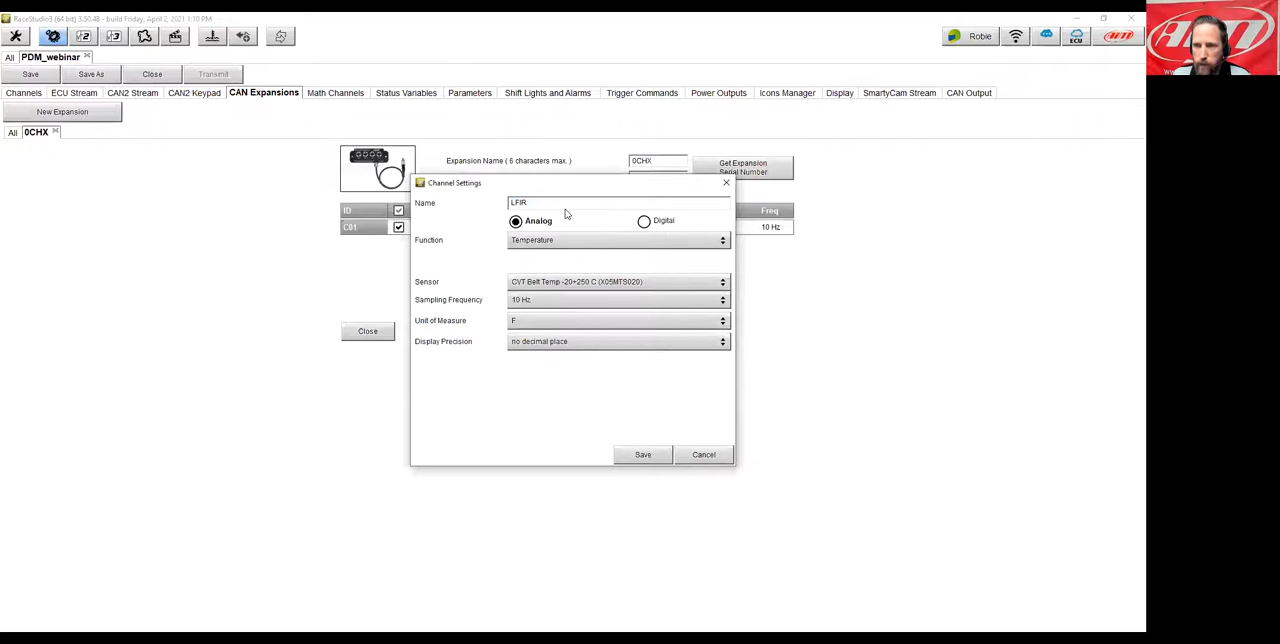 RaceStudio3 (64 bit) 3.50.48 - build Friday, April 2, 2021 1:10 PM
Robie
ECU
All PDM_webinar
Save Save As Close Transmit
Channels ECU Stream CAN2 Stream CAN2 Keypad CAN Expansions Math Channels Status Variables Parameters Shift Lights and Alarms Trigger Commands Power Outputs Icons Manager Display SmartyCam Stream CAN Output
New Expansion
All 0CHX
Expansion Name ( 6 characters max. ) 0CHX Get Expansion
Serial Number
Channel Settings
Name LFIR
ID Freq
Analog Digital
C01 10 Hz
Function Temperature
Sensor CVT Belt Temp -20+250 C (X05MTS020)
Sampling Frequency 10 Hz
Unit of Measure F
Close
Display Precision no decimal place
Save Cancel